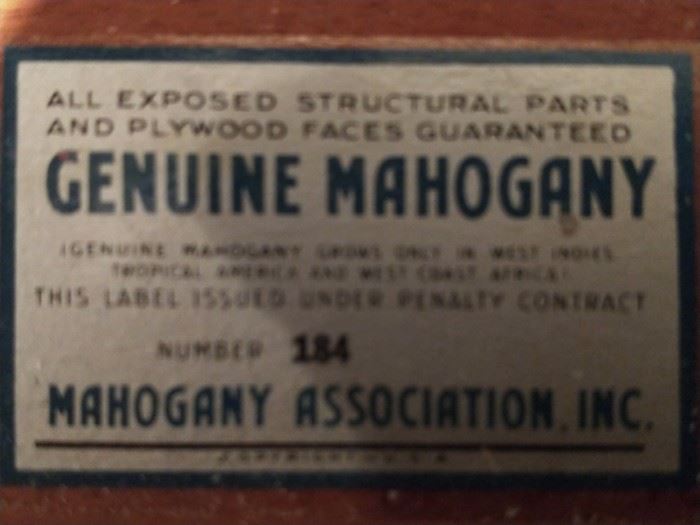 ALL EXPOSED STRUCTURAL PARTS
AND PLYWOOD FACES GUARANTEED
GENUINE MAHOGANY
(GENUINE MAHOGANY GROWS ONLY IN WEST INDIES
TROPICAL AMERICA AND WEST COAST AFRICA)
THIS LABEL ISSUED UNDER PENALTY CONTRACT
NUMBER 184
MAHOGANY ASSOCIATION, INC.
COPYRIGHT U.S.A.